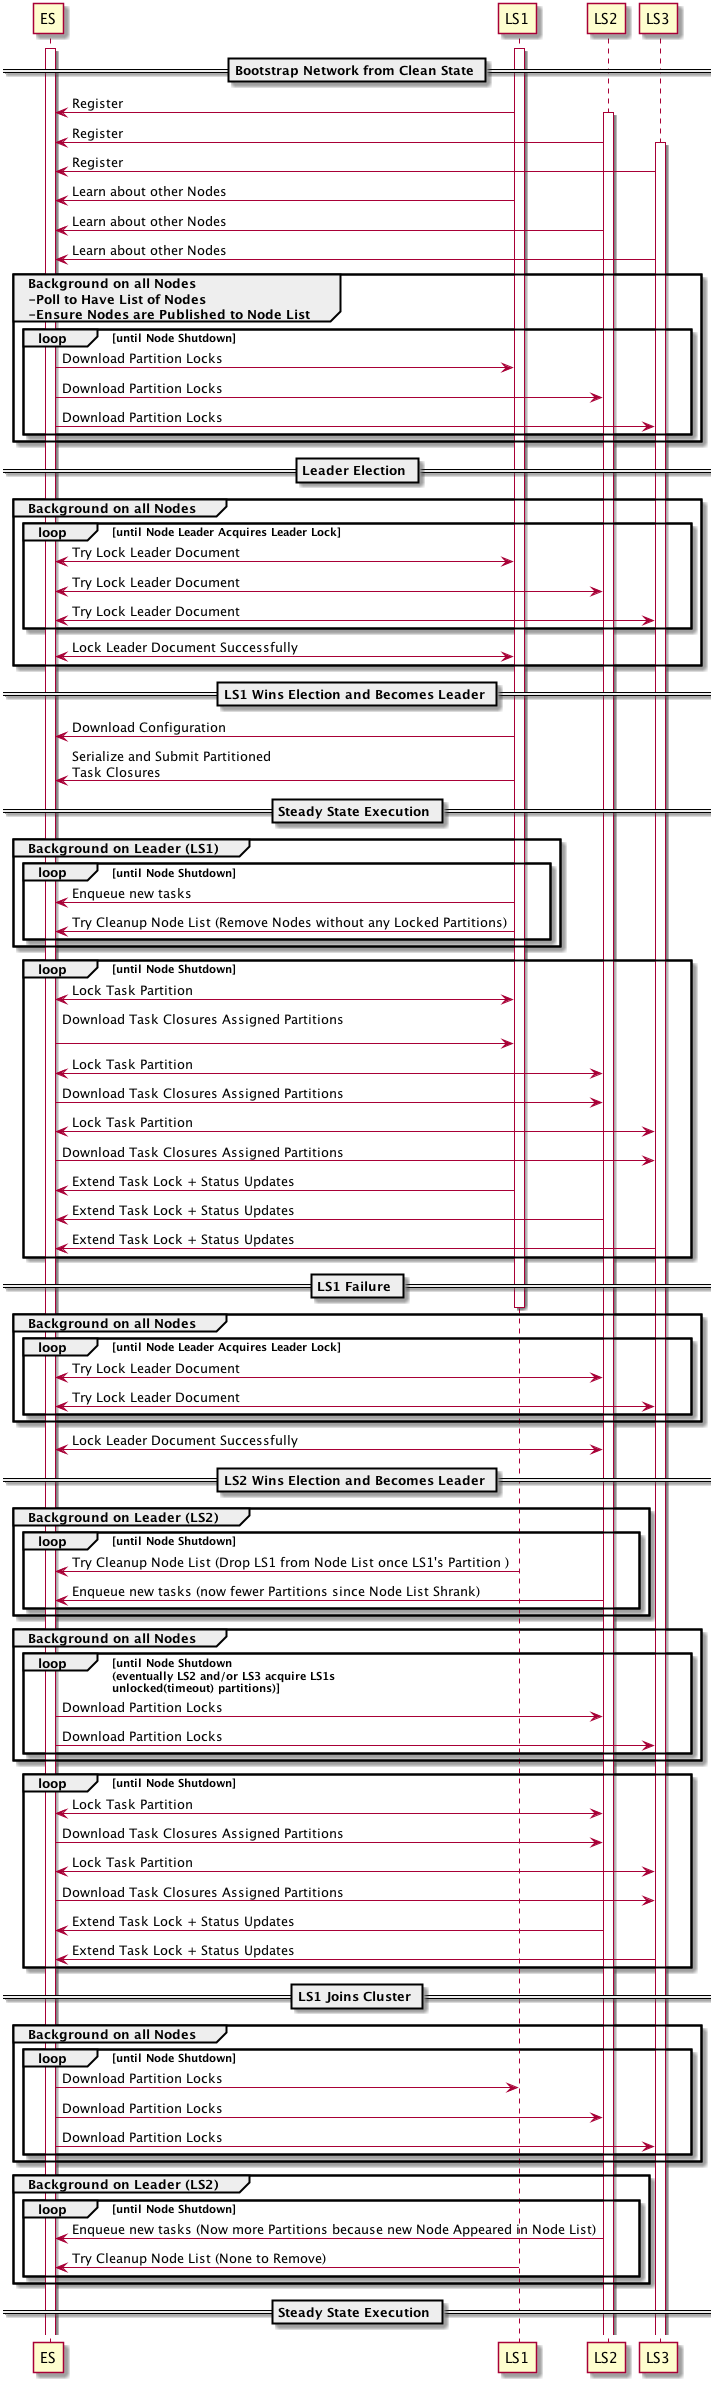 ES LS1 LS2 LS3
Bootstrap Network from Clean State
Register
Register
Register
Learn about other Nodes
Learn about other Nodes
Learn about other Nodes
Background on all Nodes
-Poll to Have List of Nodes
-Ensure Nodes are Published to Node List
loop [until Node Shutdown]
Download Partition Locks
Download Partition Locks
Download Partition Locks
Leader Election
Background on all Nodes
loop [until Node Leader Acquires Leader Lock]
Try Lock Leader Document
Try Lock Leader Document
Try Lock Leader Document
Lock Leader Document Successfully
LS1 Wins Election and Becomes Leader
Download Configuration
Serialize and Submit Partitioned
Task Closures
Steady State Execution
Background on Leader (LS1)
loop [until Node Shutdown]
Enqueue new tasks
Try Cleanup Node List (Remove Nodes without any Locked Partitions)
loop [until Node Shutdown]
Lock Task Partition
Download Task Closures Assigned Partitions
Lock Task Partition
Download Task Closures Assigned Partitions
Lock Task Partition
Download Task Closures Assigned Partitions
Extend Task Lock + Status Updates
Extend Task Lock + Status Updates
Extend Task Lock + Status Updates
LS1 Failure
Background on all Nodes
loop [until Node Leader Acquires Leader Lock]
Try Lock Leader Document
Try Lock Leader Document
Lock Leader Document Successfully
LS2 Wins Election and Becomes Leader
Background on Leader (LS2)
loop [until Node Shutdown]
Try Cleanup Node List (Drop LS1 from Node List once LS1's Partition )
Enqueue new tasks (now fewer Partitions since Node List Shrank)
Background on all Nodes
loop [until Node Shutdown
(eventually LS2 and/or LS3 acquire LS1s
unlocked(timeout) partitions)]
Download Partition Locks
Download Partition Locks
loop [until Node Shutdown]
Lock Task Partition
Download Task Closures Assigned Partitions
Lock Task Partition
Download Task Closures Assigned Partitions
Extend Task Lock + Status Updates
Extend Task Lock + Status Updates
LS1 Joins Cluster
Background on all Nodes
loop [until Node Shutdown]
Download Partition Locks
Download Partition Locks
Download Partition Locks
Background on Leader (LS2)
loop [until Node Shutdown]
Enqueue new tasks (Now more Partitions because new Node Appeared in Node List)
Try Cleanup Node List (None to Remove)
Steady State Execution
ES LS1 LS2 LS3